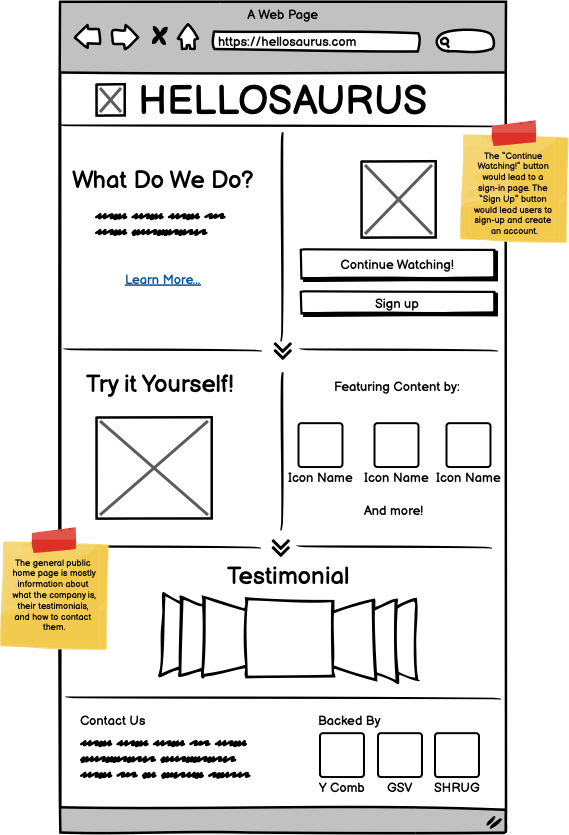 A Web Page
https://hellosaurus.com
HELLOSAURUS
The "Continue
Watching!" button
would lead to a
sign-in page. The
"Sign Up" button
would lead users to
sign-up and create
an account.
What Do We Do?
Learn More...
Continue Watching!
Sign up
Try it Yourself!
Featuring Content by:
Icon Name
Icon Name
Icon Name
And more!
The general public
home page is mostly
information about
what the company is,
their testimonials,
and how to contact
them.
Testimonial
Contact Us
Backed By
Y Comb
GSV
SHRUG